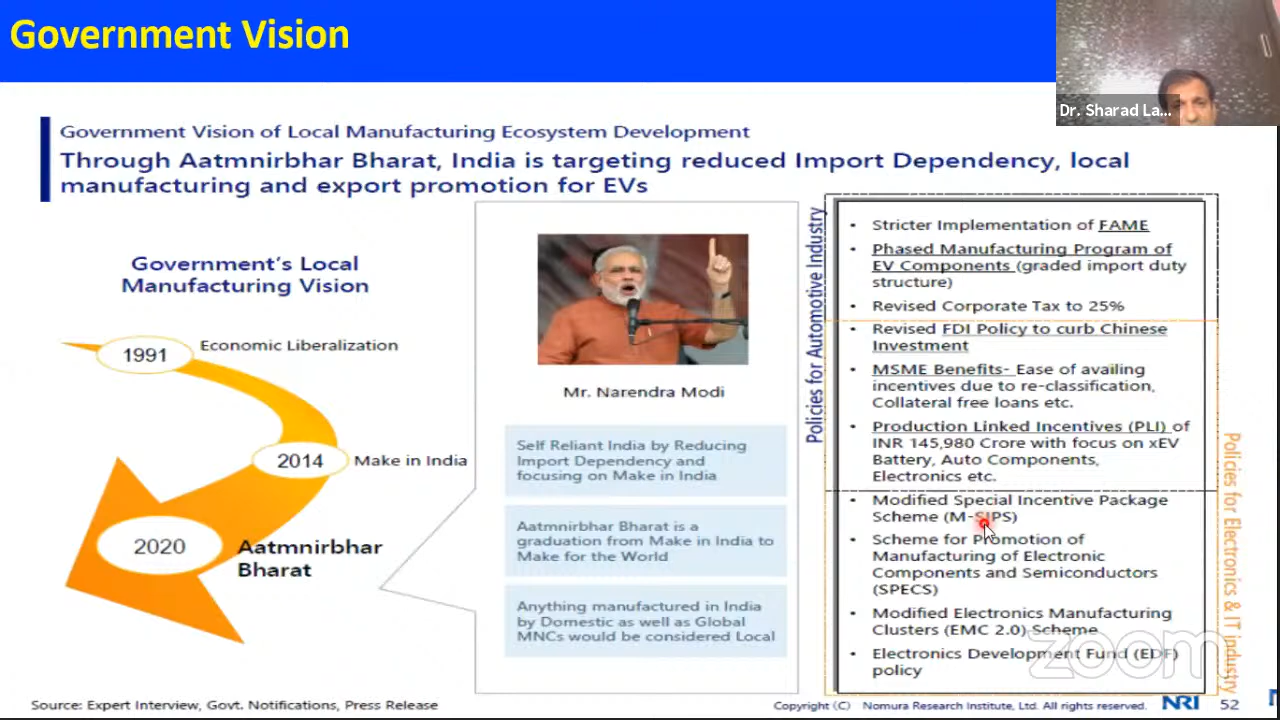 Government Vision
Dr. Sharad La...
Government Vision of Local Manufacturing Ecosystem Development
Through Aatmnirbhar Bharat, India is targeting reduced Import Dependency, local
manufacturing and export promotion for EVs
Government's Local
Manufacturing Vision
1991
Economic Liberalization
2014
Make in India
2020
Aatmnirbhar
Bharat
Mr. Narendra Modi
Self Reliant India by Reducing
Import Dependency and
focusing on Make in India
Aatmnirbhar Bharat is a
graduation from Make in India to
Make for the World
Anything manufactured in India
by Domestic as well as Global
MNCs would be considered Local
Policies for Automotive Industry
• Stricter Implementation of FAME
• Phased Manufacturing Program of
EV Components (graded import duty
structure)
• Revised Corporate Tax to 25%
• Revised FDI Policy to curb Chinese
Investment
• MSME Benefits- Ease of availing
incentives due to re-classification,
Collateral free loans etc.
• Production Linked Incentives (PLI) of
INR 145,980 Crore with focus on xEV
Battery, Auto Components,
Electronics etc.
• Modified Special Incentive Package
Scheme (M-SIPS)
• Scheme for Promotion of
Manufacturing of Electronic
Components and Semiconductors
(SPECS)
• Modified Electronics Manufacturing
Clusters (EMC 2.0) Scheme
• Electronics Development Fund (EDF)
policy
Policies for Electronics & IT industry
zoom
Source: Expert Interview, Govt. Notifications, Press Release
Copyright (C) Nomura Research Institute, Ltd. All rights reserved.
NRI
52